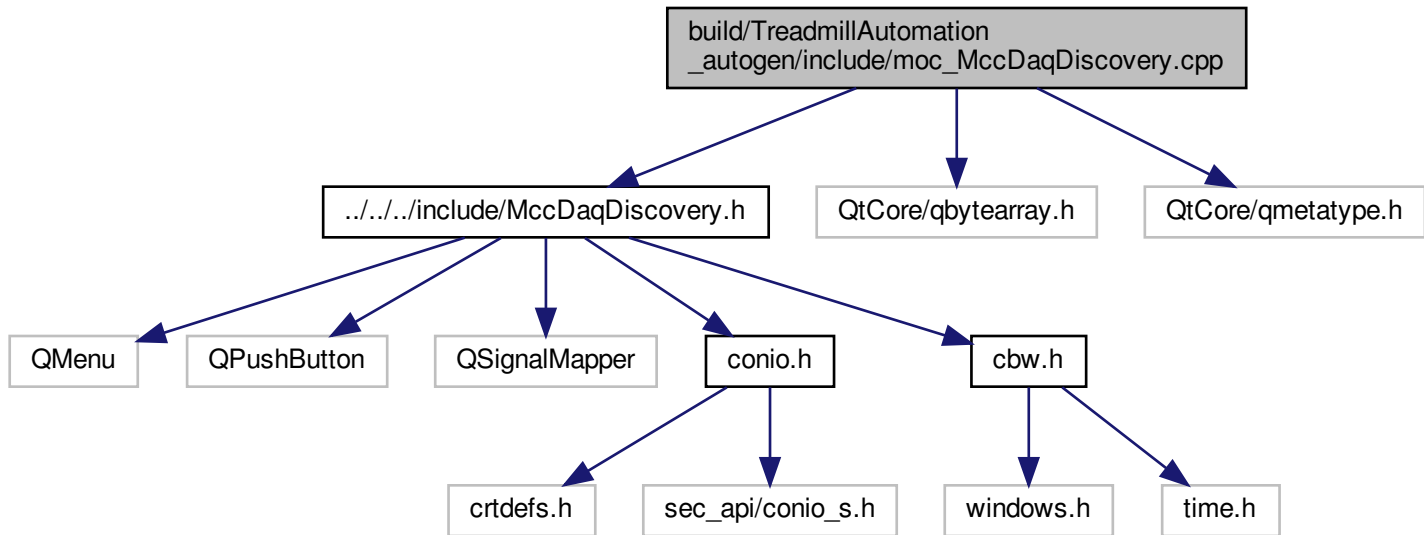 build/TreadmillAutomation
_autogen/include/moc_MccDaqDiscovery.cpp
../../../include/MccDaqDiscovery.h
QtCore/qbytearray.h
QtCore/qmetatype.h
QMenu
QPushButton
QSignalMapper
conio.h
cbw.h
crtdefs.h
sec_api/conio_s.h
windows.h
time.h